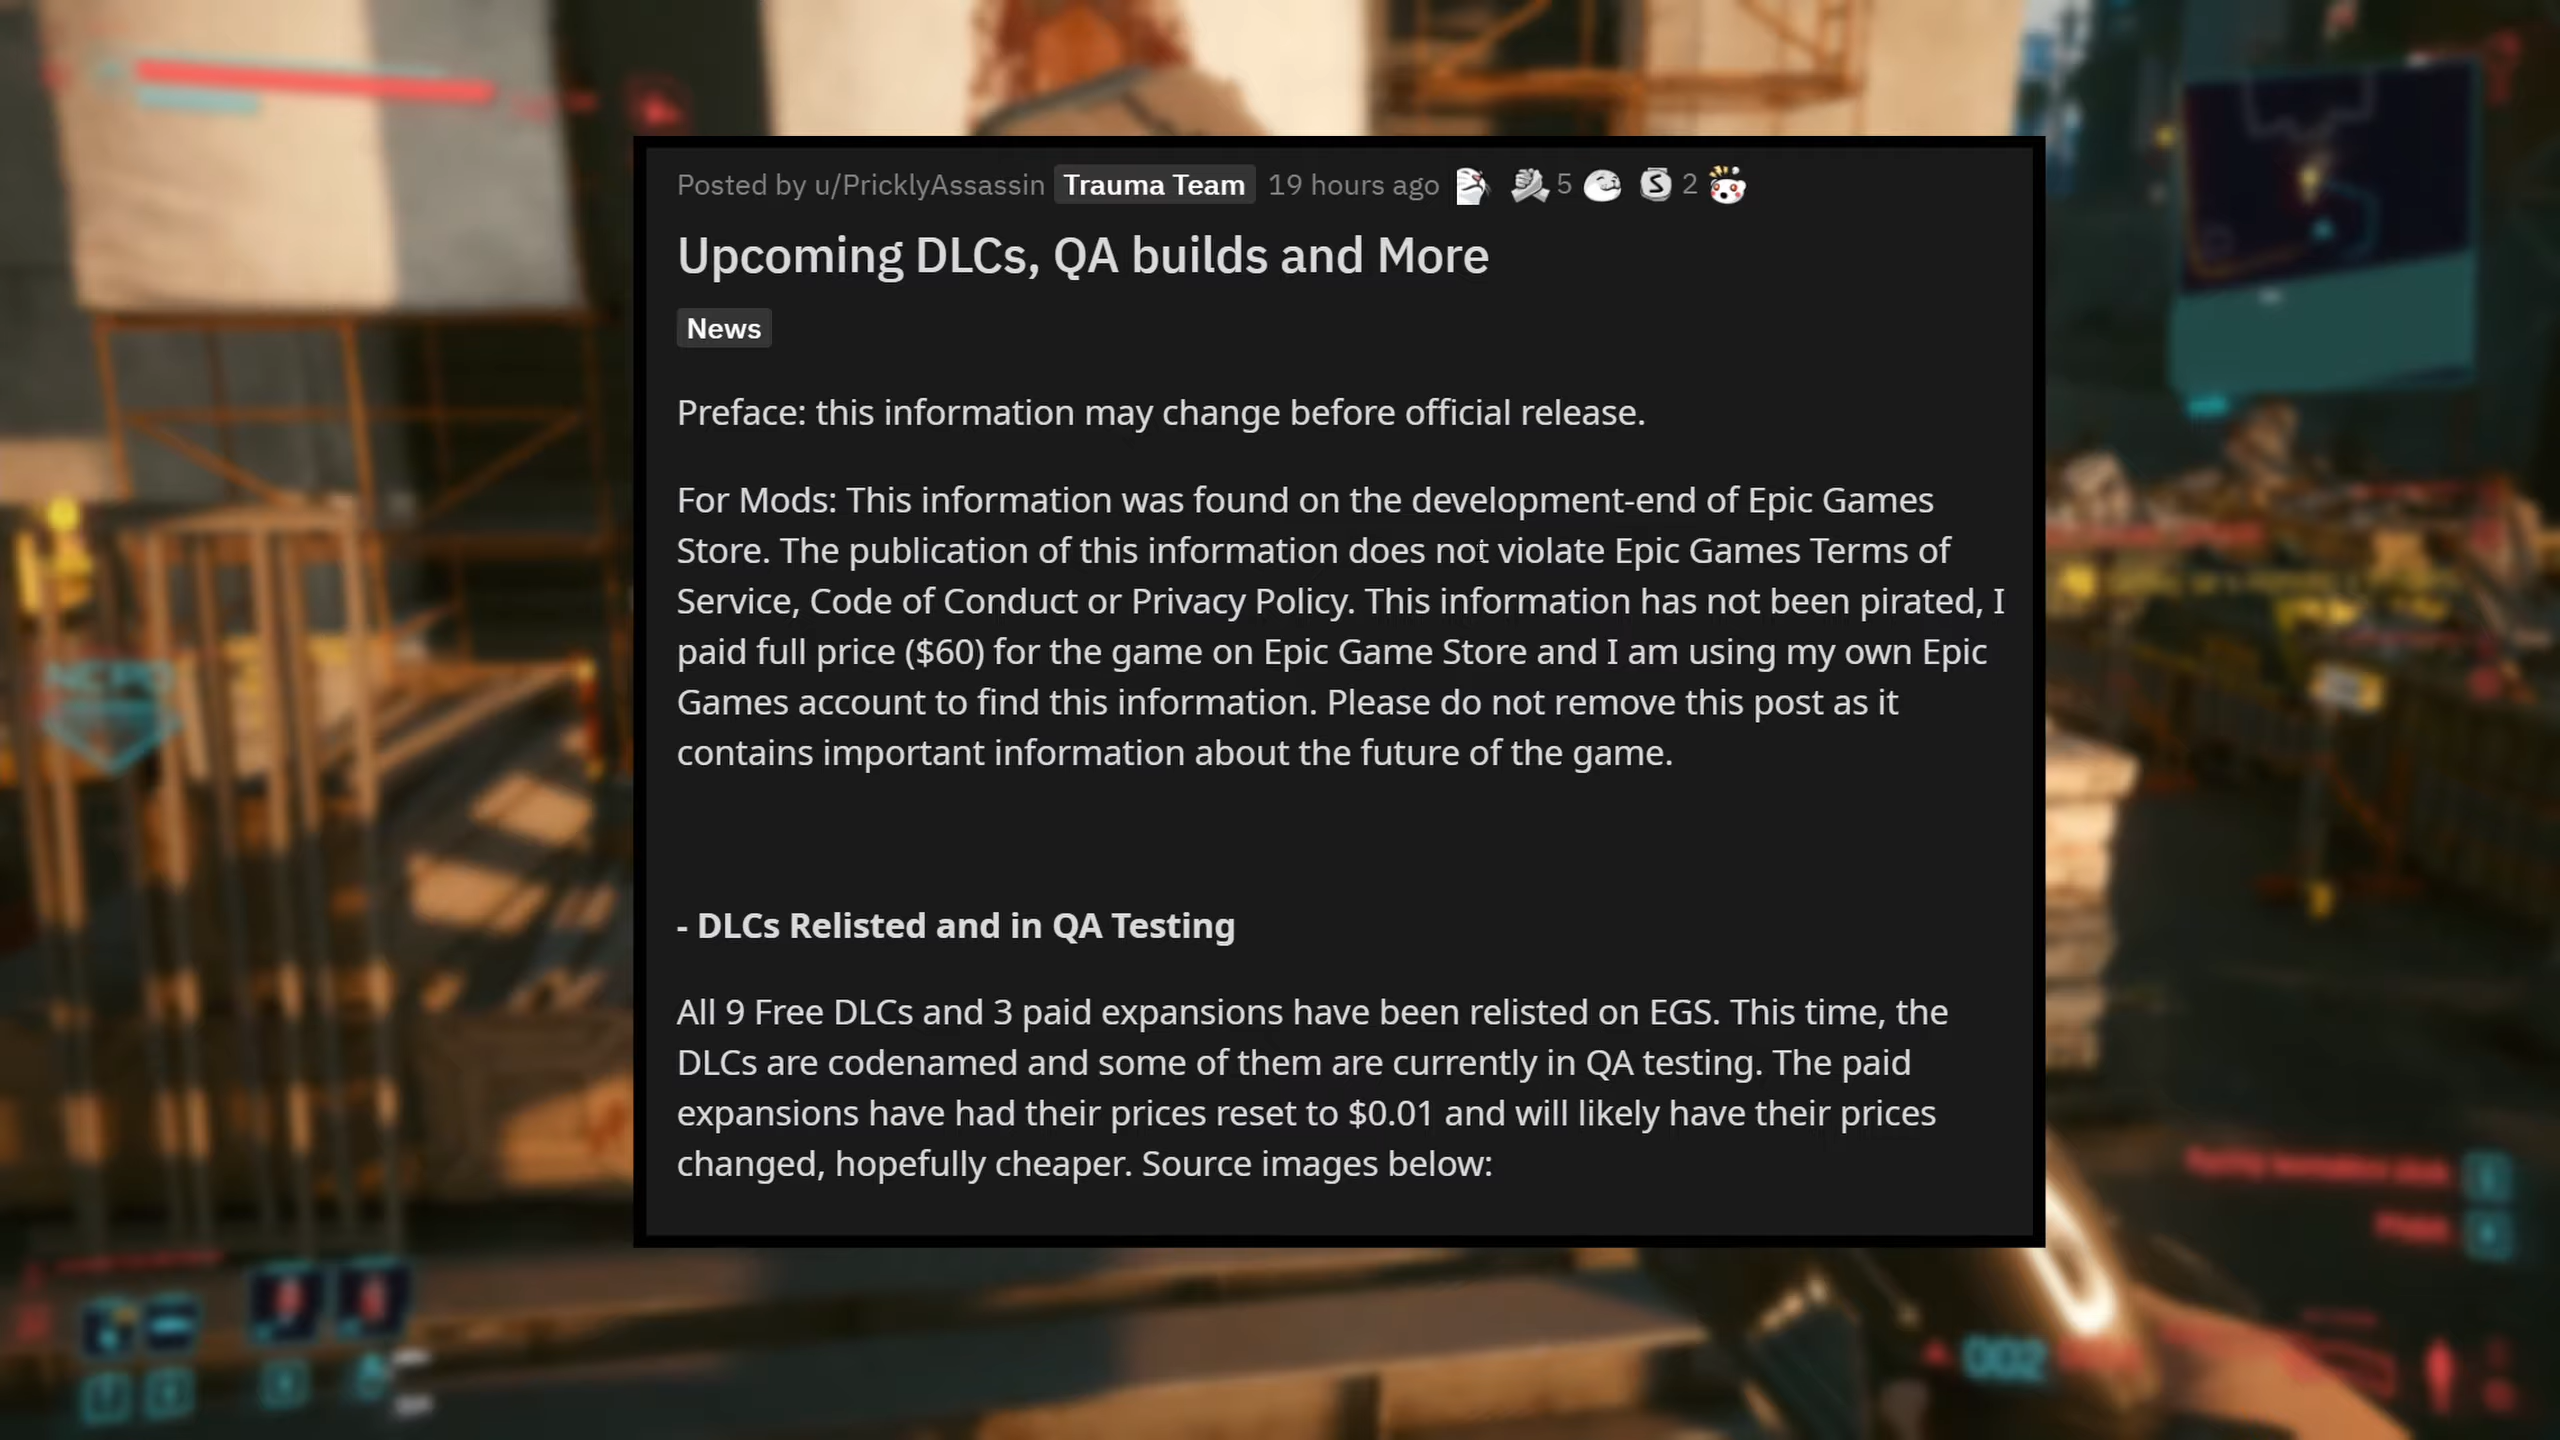 Posted by u/PricklyAssassin Trauma Team 19 hours ago 5 2
Upcoming DLCs, QA builds and More
News
Preface: this information may change before official release.
For Mods: This information was found on the development-end of Epic Games
Store. The publication of this information does not violate Epic Games Terms of
Service, Code of Conduct or Privacy Policy. This information has not been pirated, I
paid full price ($60) for the game on Epic Game Store and I am using my own Epic
Games account to find this information. Please do not remove this post as it
contains important information about the future of the game.
- DLCs Relisted and in QA Testing
All 9 Free DLCs and 3 paid expansions have been relisted on EGS. This time, the
DLCs are codenamed and some of them are currently in QA testing. The paid
expansions have had their prices reset to $0.01 and will likely have their prices
changed, hopefully cheaper. Source images below:
NCPD
002